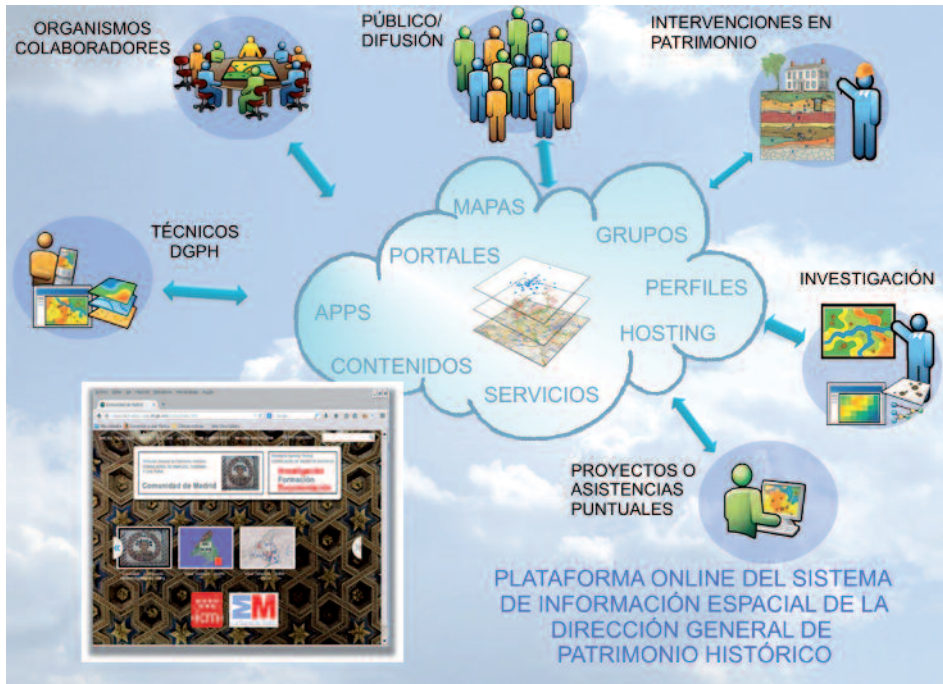 ORGANISMOS
COLABORADORES
PÚBLICO/
DIFUSIÓN
INTERVENCIONES EN
PATRIMONIO
TÉCNICOS
DGPH
MAPAS
GRUPOS
PORTALES
PERFILES
APPS
HOSTING
CONTENIDOS
SERVICIOS
INVESTIGACIÓN
PROYECTOS O
ASISTENCIAS
PUNTUALES
Comunidad de Madrid
Investigación
Formación
Documentación
PLATAFORMA ONLINE DEL SISTEMA
DE INFORMACIÓN ESPACIAL DE LA
DIRECCIÓN GENERAL DE
PATRIMONIO HISTÓRICO